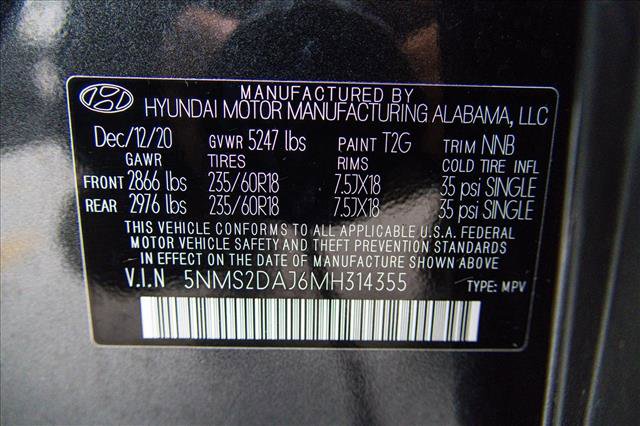 MANUFACTURED BY
HYUNDAI MOTOR MANUFACTURING ALABAMA, LLC
Dec/12/20 GVWR 5247 lbs PAINT T2G TRIM NNB
GAWR TIRES RIMS COLD TIRE INFL
FRONT 2866 lbs 235/60R18 7.5JX18 35 psi SINGLE
REAR 2976 lbs 235/60R18 7.5JX18 35 psi SINGLE
THIS VEHICLE CONFORMS TO ALL APPLICABLE U.S.A. FEDERAL
MOTOR VEHICLE SAFETY AND THEFT PREVENTION STANDARDS
IN EFFECT ON THE DATE OF MANUFACTURE SHOWN ABOVE.
V.I.N 5NMS2DAJ6MH314355 TYPE: MPV